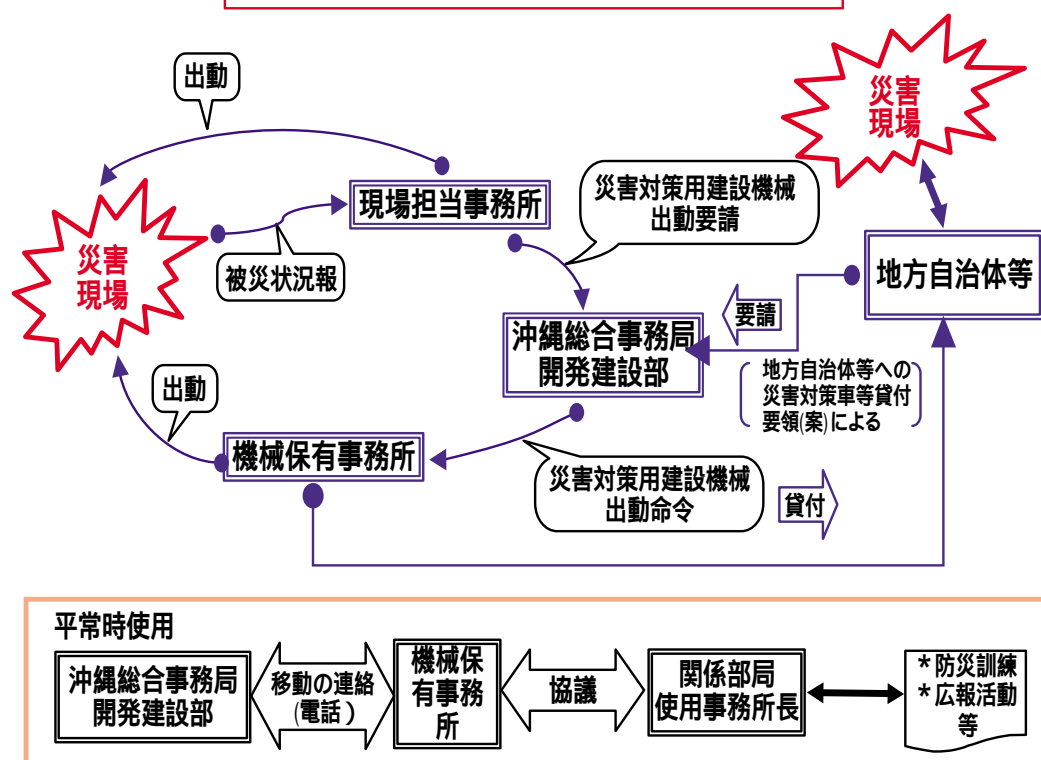 出動
災害
現場
現場担当事務所
災害対策用建設機械
出動要請
災害
現場
被災状況報
地方自治体等
要請
沖縄総合事務局
開発建設部
地方自治体等への
災害対策車等貸付
要領(案)による
出動
機械保有事務所
災害対策用建設機械
出動命令
貸付
平常時使用
沖縄総合事務局
開発建設部
移動の連絡
(電話）
機械保
有事務
所
協議
関係部局
使用事務所長
＊防災訓練
＊広報活動
等